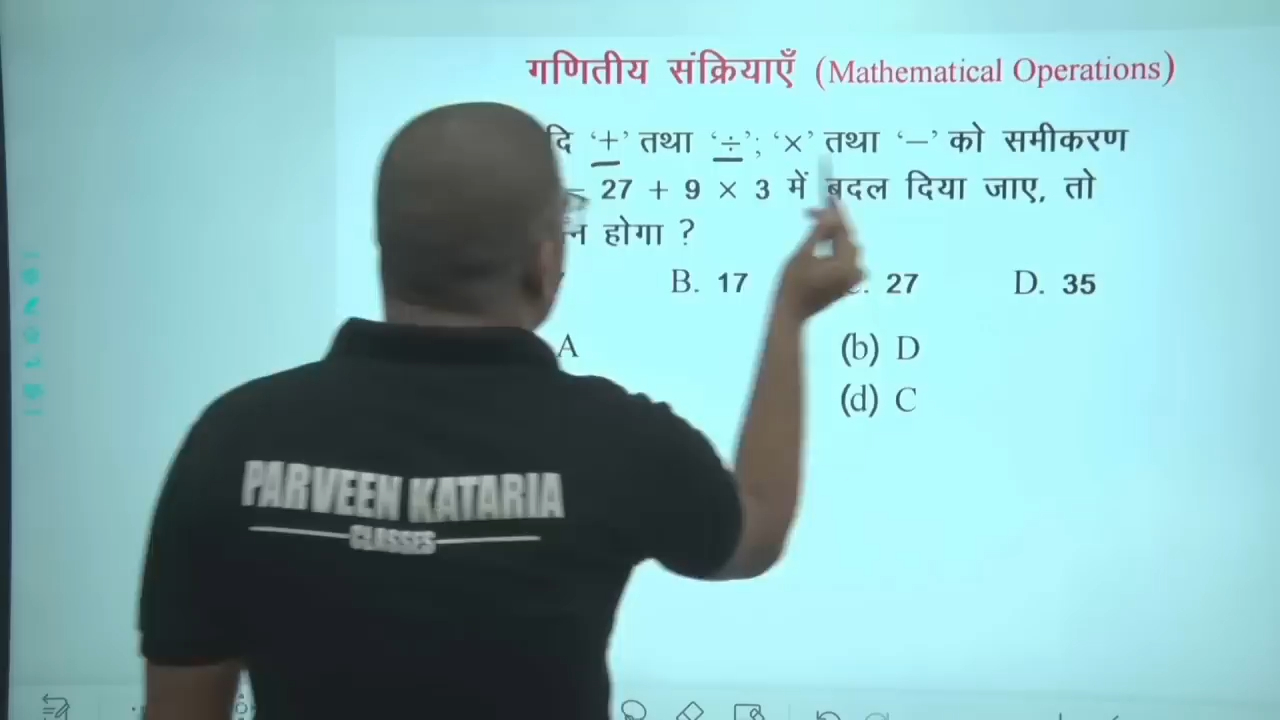 गणितीय संक्रियाएँ (Mathematical Operations)
‘+’ तथा ‘÷’; ‘×’ तथा ‘−’ को समीकरण
27 + 9 × 3 में बदल दिया जाए, तो
होगा ?
B. 17 27 D. 35
A (b) D
(d) C
PARVEEN KATARIA
CLASSES